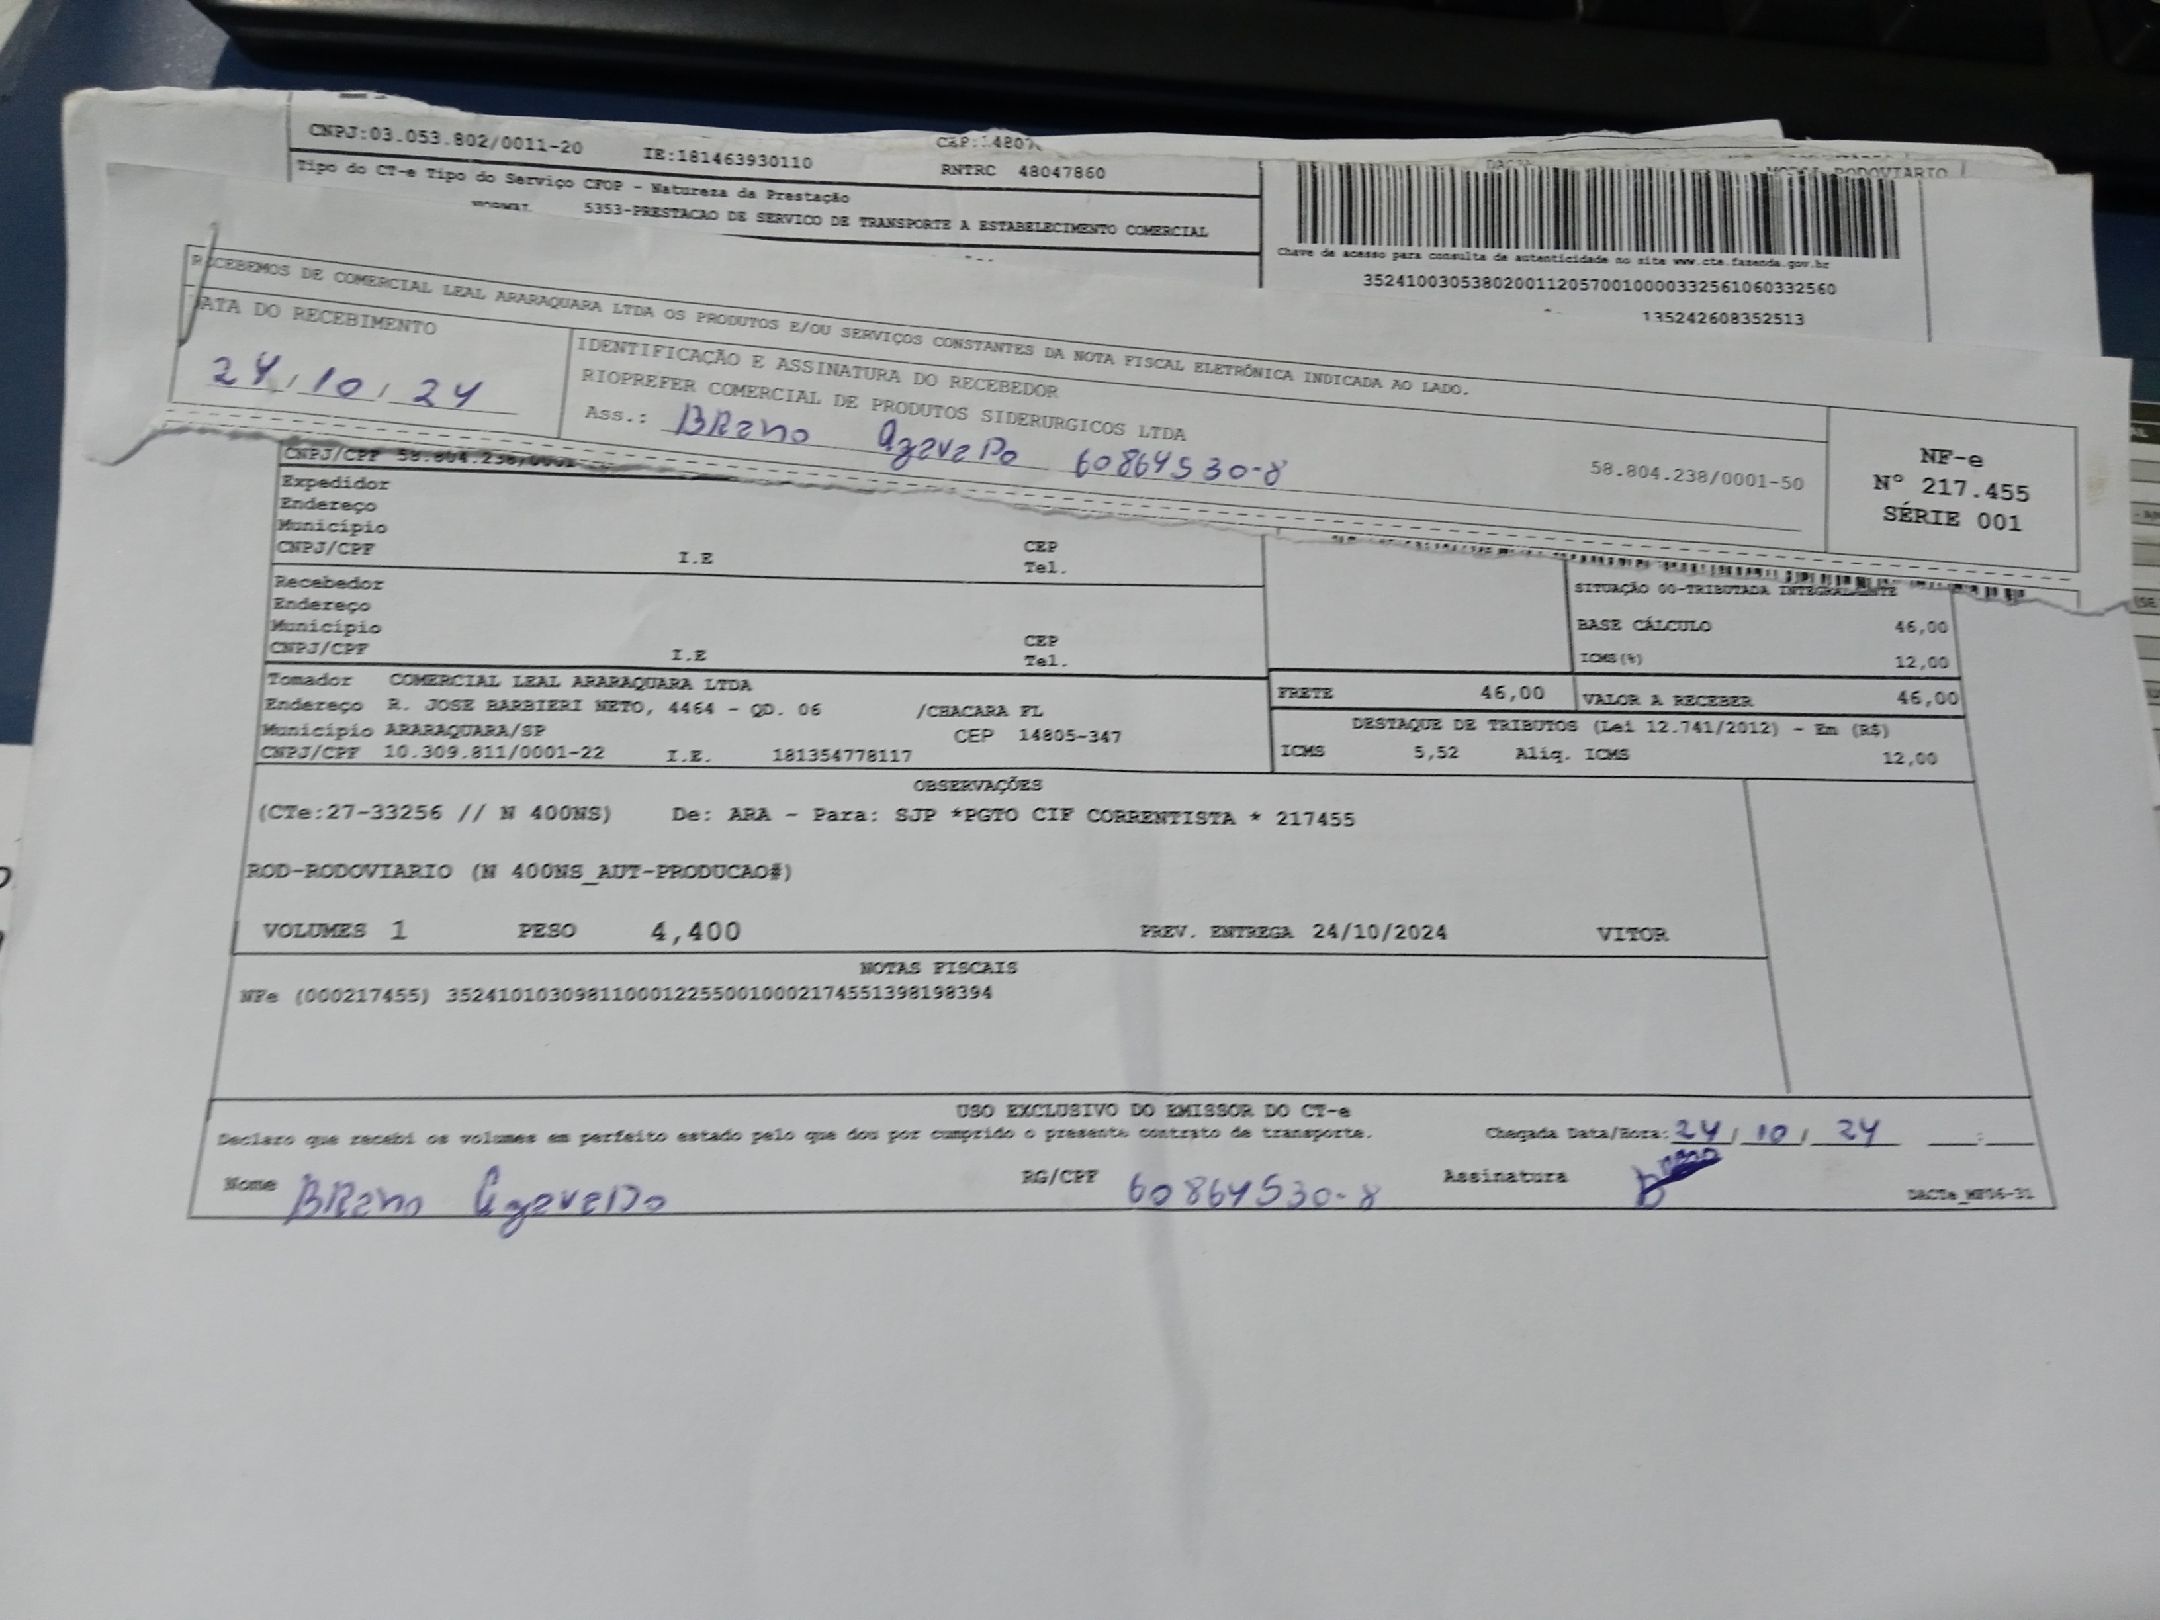 CNPJ:03.053.802/0011-20 IE:181463930110
RNTRC 48047860
Tipo do CT-e Tipo do Serviço CFOP - Natureza da Prestação
5353-PRESTACAO DE SERVICO DE TRANSPORTE A ESTABELECIMENTO COMERCIAL
MODAL RODOVIARIO
Chave de acesso para consulta de autenticidade no site www.cte.fazenda.gov.br
35241003053802001120570010000332561060332560
135242608352513
RECEBEMOS DE COMERCIAL LEAL ARARAQUARA LTDA OS PRODUTOS E/OU SERVIÇOS CONSTANTES DA NOTA FISCAL ELETRÔNICA INDICADA AO LADO.
DATA DO RECEBIMENTO
24/10/24
IDENTIFICAÇÃO E ASSINATURA DO RECEBEDOR
RIOPREFER COMERCIAL DE PRODUTOS SIDERURGICOS LTDA
Ass.: BReno AzeveDo 60864530-8
58.804.238/0001-50
NF-e
Nº 217.455
SÉRIE 001
CNPJ/CPF 58.804.238/0001
Expedidor
Endereço
Município CEP
CNPJ/CPF I.E Tel.
Recebedor
Endereço
Município CEP
CNPJ/CPF I.E Tel.
SITUAÇÃO 00-TRIBUTADA INTEGRALMENTE
BASE CÁLCULO 46,00
ICMS(%) 12,00
Tomador COMERCIAL LEAL ARARAQUARA LTDA
Endereço R. JOSE BARBIERI NETO, 4464 - QD. 06 /CHACARA FL
Município ARARAQUARA/SP CEP 14805-347
CNPJ/CPF 10.309.811/0001-22 I.E. 181354778117
FRETE 46,00 VALOR A RECEBER 46,00
DESTAQUE DE TRIBUTOS (Lei 12.741/2012) - Em (R$)
ICMS 5,52 Aliq. ICMS 12,00
OBSERVAÇÕES
(CTe:27-33256 // N 400NS) De: ARA - Para: SJP *PGTO CIF CORRENTISTA * 217455
ROD-RODOVIARIO (N 400NS_AUT-PRODUCAO#)
VOLUMES 1 PESO 4,400 PREV. ENTREGA 24/10/2024 VITOR
NOTAS FISCAIS
NFe (000217455) 35241010309811000122550010002174551398198394
USO EXCLUSIVO DO EMISSOR DO CT-e
Declaro que recebi os volumes em perfeito estado pelo que dou por cumprido o presente contrato de transporte. Chegada Data/Hora: 24/10/24 __:__
Nome BReno AzeveDo RG/CPF 60864530-8 Assinatura Breno
DACTe_MP06-31